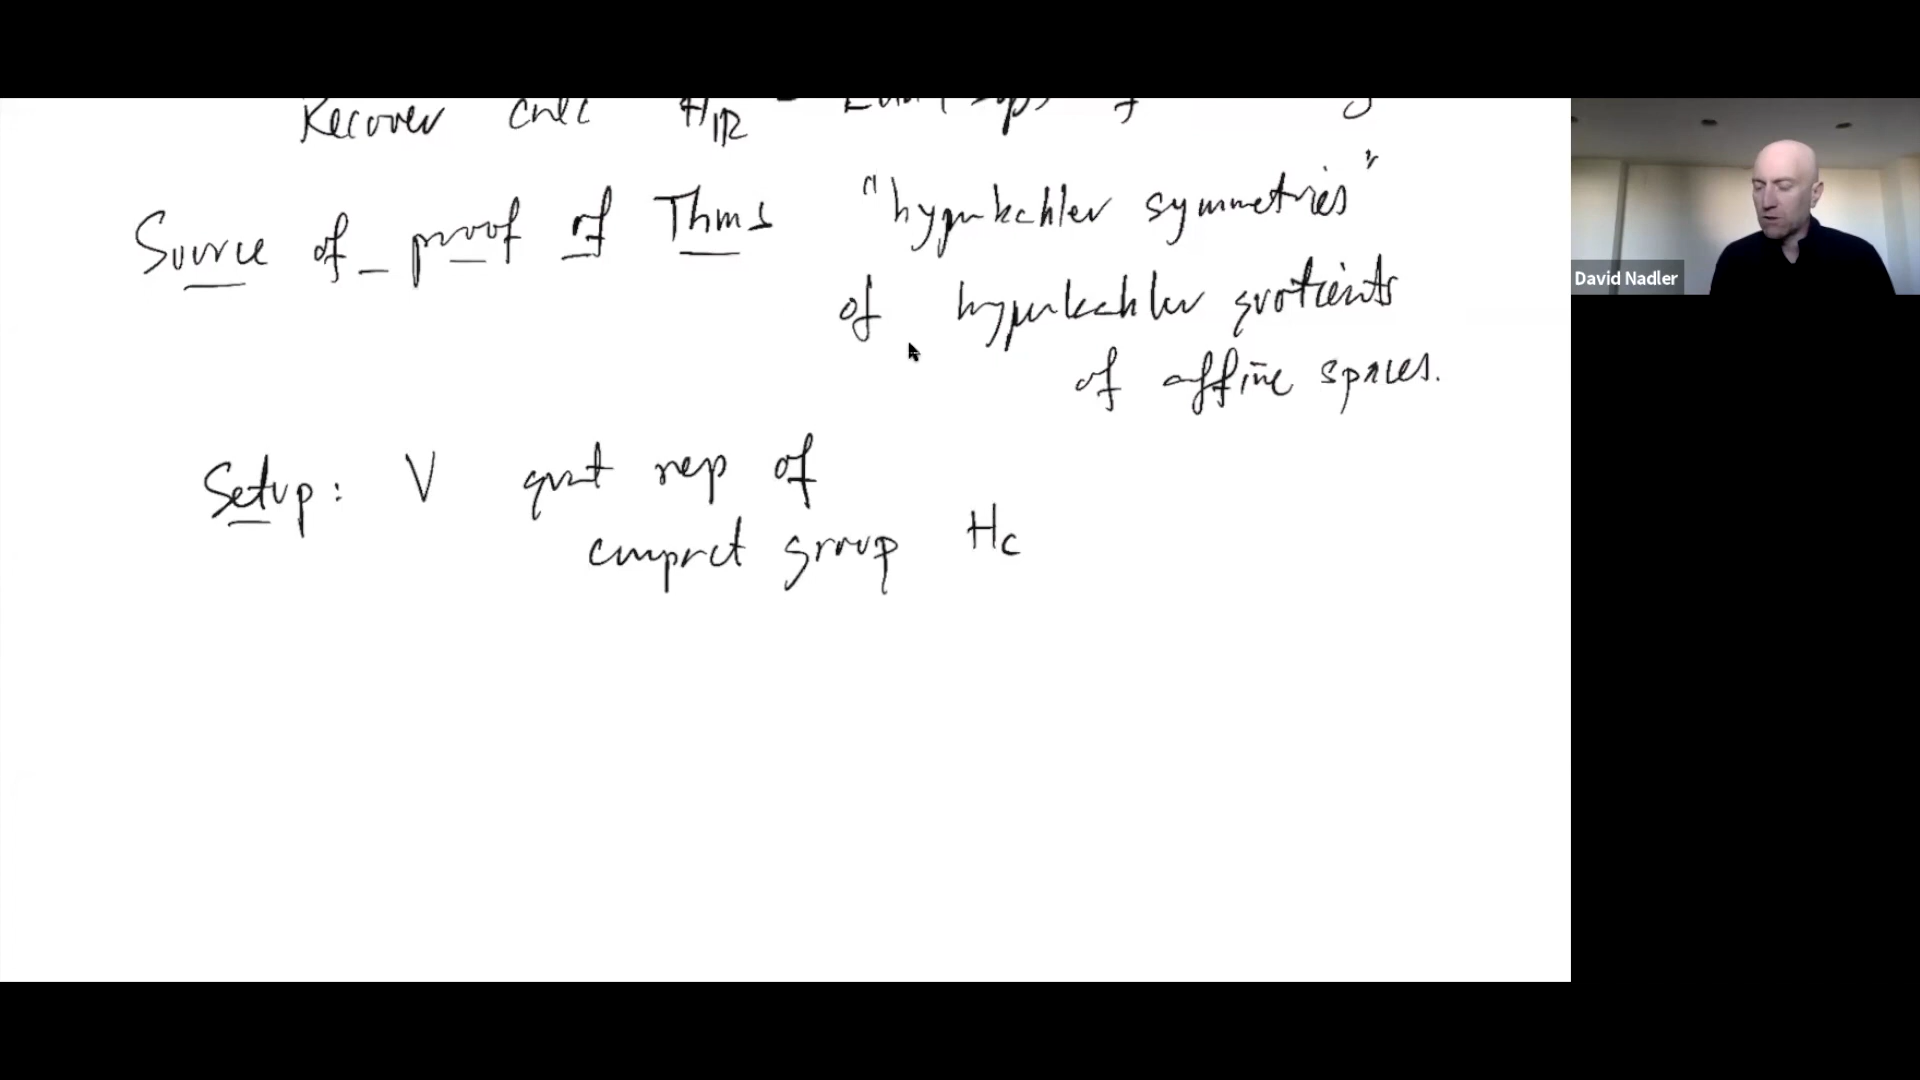 Recover
Source of proof of Thms "hyperkahler symmetries"
of hyperkahler quotients
of affine spaces.
Setup: V quat rep of
compact group Hc
David Nadler